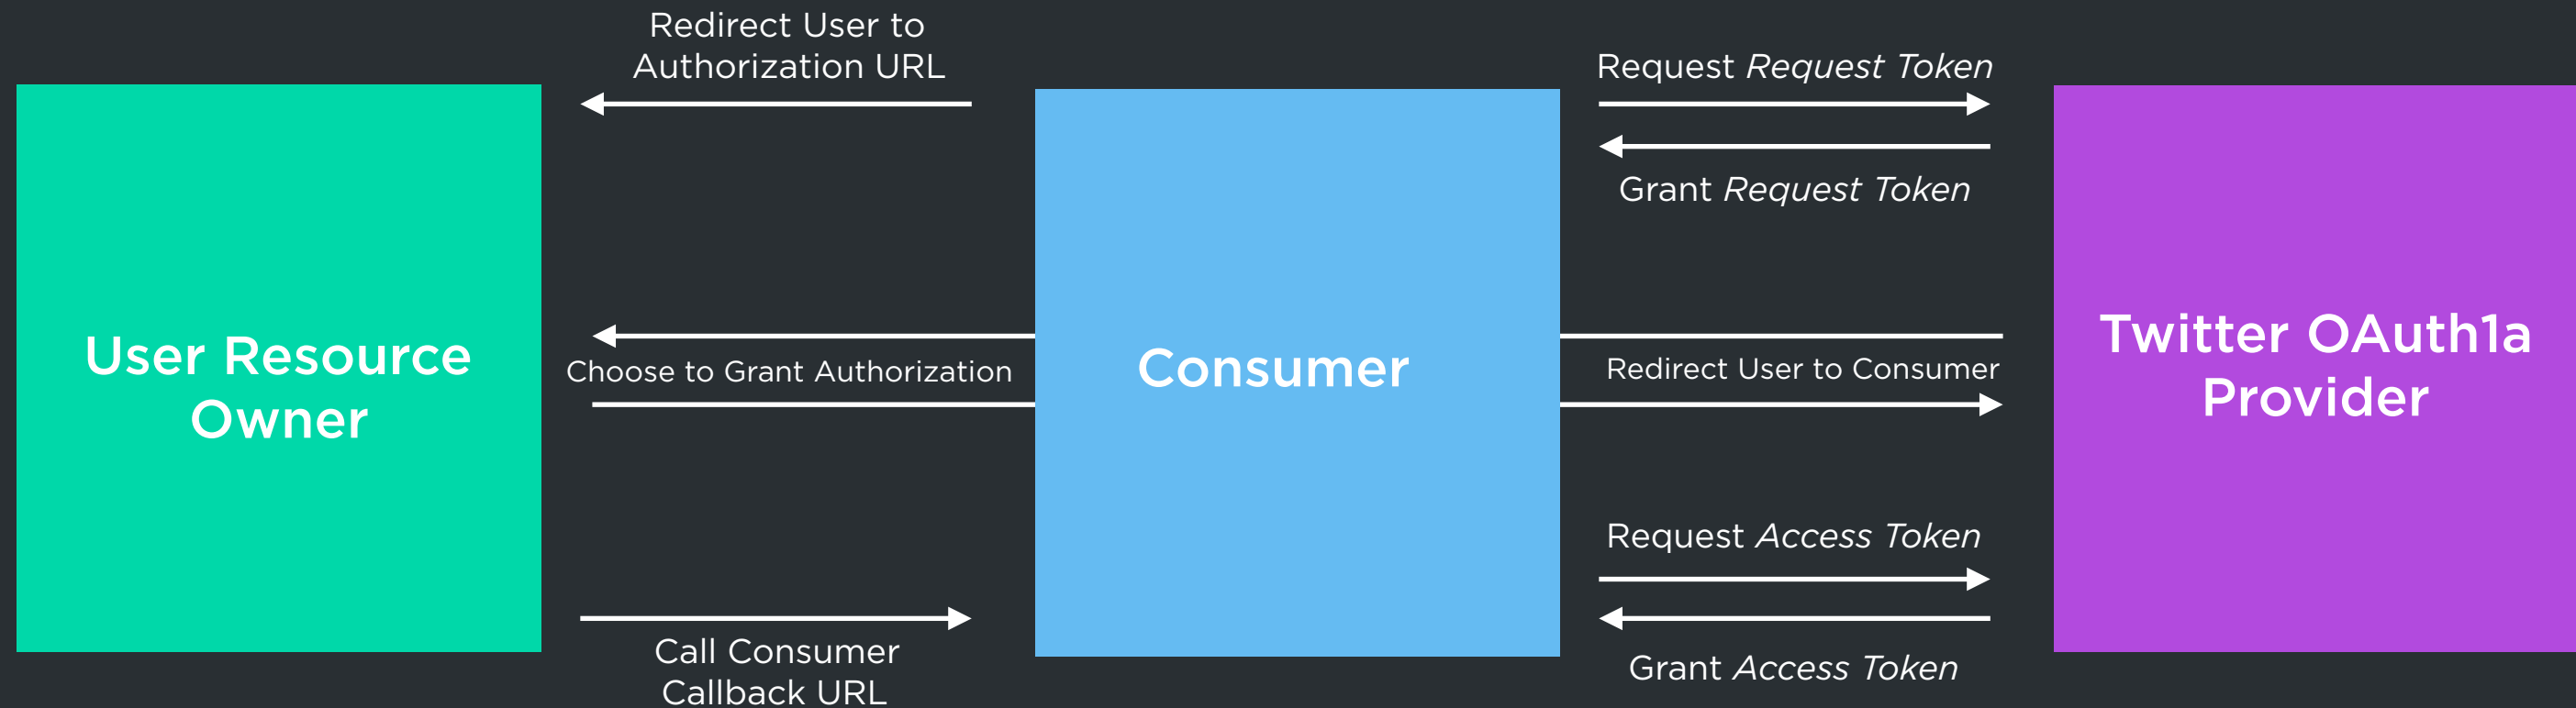 Redirect User to
Authorization URL
Request Request Token
Grant Request Token
User Resource
Owner
Choose to Grant Authorization
Consumer
Redirect User to Consumer
Twitter OAuth1a
Provider
Request Access Token
Call Consumer
Callback URL
Grant Access Token